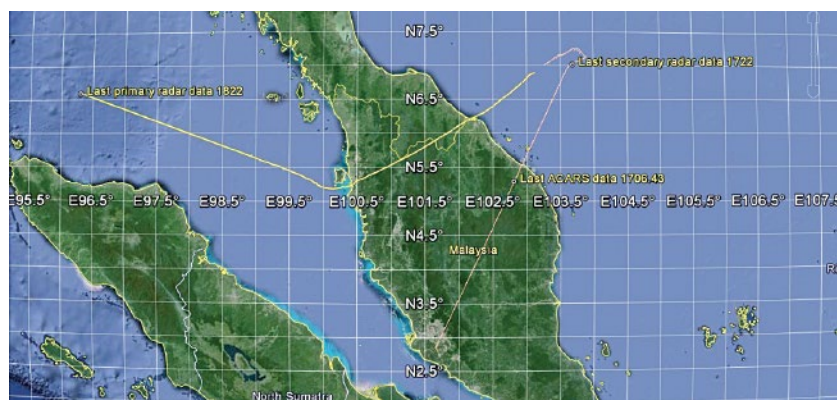 N7.5°
Last secondary radar data 1722
Last primary radar data 1822
N6.5°
N5.5°
Last ACARS data 1706:43
E95.5° E96.5° E97.5° E98.5° E99.5° E100.5° E101.5° E102.5° E103.5° E104.5° E105.5° E106.5° E107.5
N4.5°
Malaysia
N3.5°
N2.5°
North Sumatra